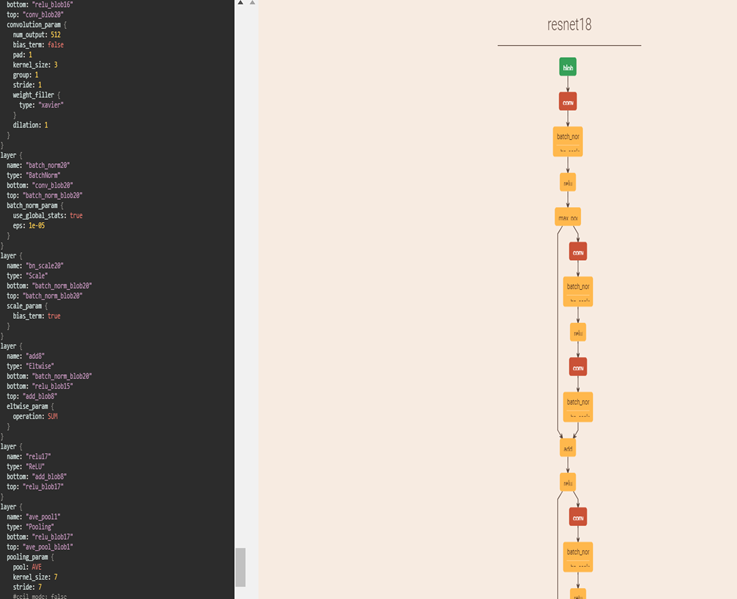 bottom: "relu_blob16"
top: "conv_blob20"
convolution_param {
num_output: 512
bias_term: false
pad: 1
kernel_size: 3
group: 1
stride: 1
weight_filler {
type: "xavier"
}
dilation: 1
}
}
layer {
name: "batch_norm20"
type: "BatchNorm"
bottom: "conv_blob20"
top: "batch_norm_blob20"
batch_norm_param {
use_global_stats: true
eps: 1e-05
}
}
layer {
name: "bn_scale20"
type: "Scale"
bottom: "batch_norm_blob20"
top: "batch_norm_blob20"
scale_param {
bias_term: true
}
}
layer {
name: "add8"
type: "Eltwise"
bottom: "batch_norm_blob20"
bottom: "relu_blob15"
top: "add_blob8"
eltwise_param {
operation: SUM
}
}
layer {
name: "relu17"
type: "ReLU"
bottom: "add_blob8"
top: "relu_blob17"
}
layer {
name: "ave_pool1"
type: "Pooling"
bottom: "relu_blob17"
top: "ave_pool_blob1"
pooling_param {
pool: AVE
kernel_size: 7
stride: 7
#ceil_mode: false
resnet18
blob
conv
batch_nor
relu
conv
batch_nor
relu
conv
batch_nor
add
relu
conv
batch_nor
relu